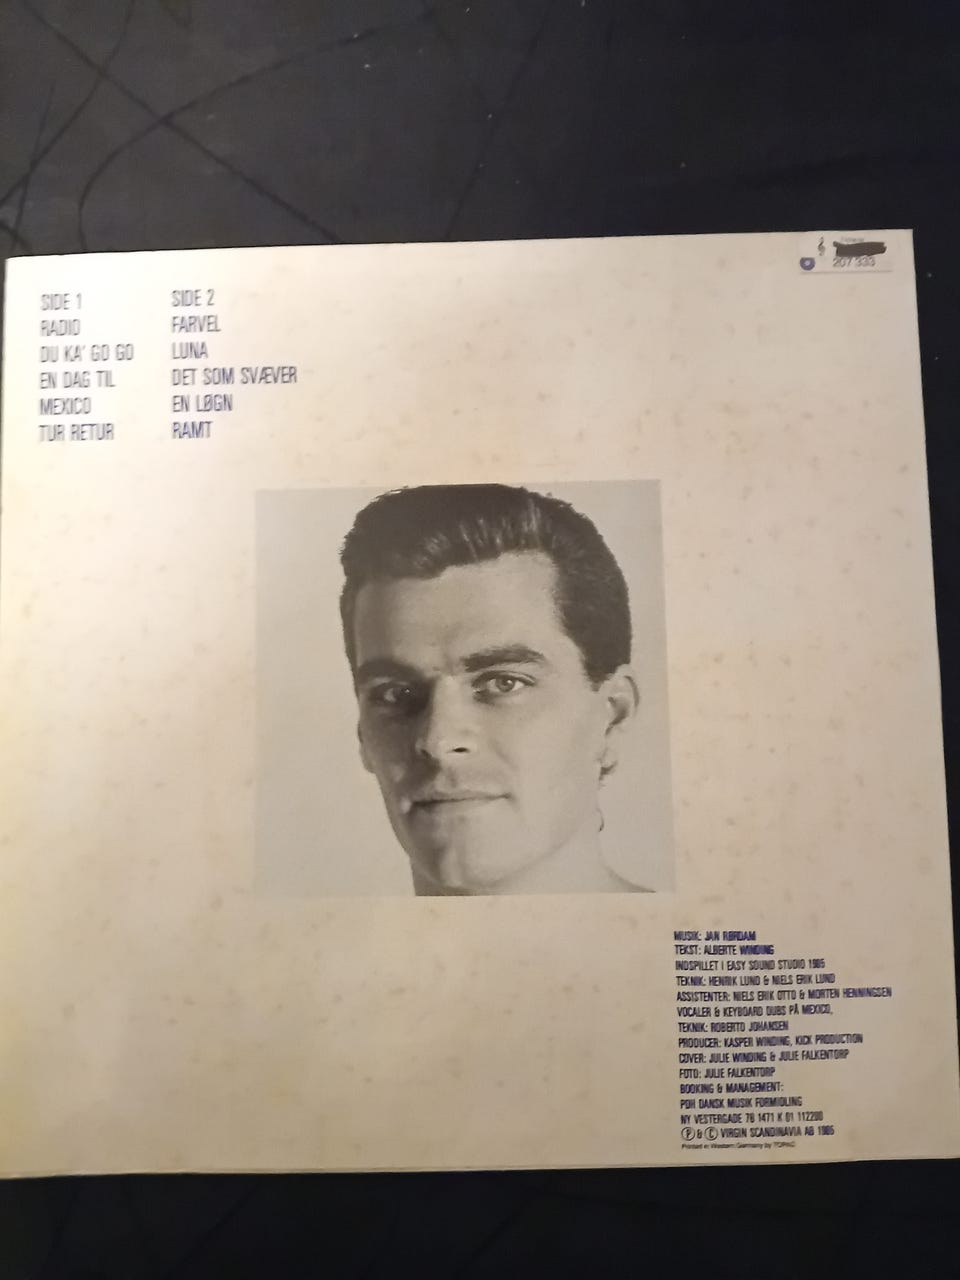 207 333
SIDE 1
RADIO
DU KA' GO GO
EN DAG TIL
MEXICO
TUR RETUR
SIDE 2
FARVEL
LUNA
DET SOM SVÆVER
EN LØGN
RAMT
MUSIK: JAN RØRDAM
TEKST: ALBERTE WINDING
INDSPILLET I EASY SOUND STUDIO 1985
TEKNIK: HENRIK LUND & NIELS ERIK LUND
ASSISTENTER: NIELS ERIK OTTO & MORTEN HENNINGSEN
VOCALER & KEYBOARD DUBS PÅ MEXICO,
TEKNIK: ROBERTO JOHANSEN
PRODUCER: KASPER WINDING, KICK PRODUCTION
COVER: JULIE WINDING & JULIE FALKENTORP
FOTO: JULIE FALKENTORP
BOOKING & MANAGEMENT:
PDH DANSK MUSIK FORMIDLING
NY VESTERGADE 7B 1471 K 01 112200
Ⓟ & Ⓒ VIRGIN SCANDINAVIA AB 1985
Printed in Western Germany by TOPAC